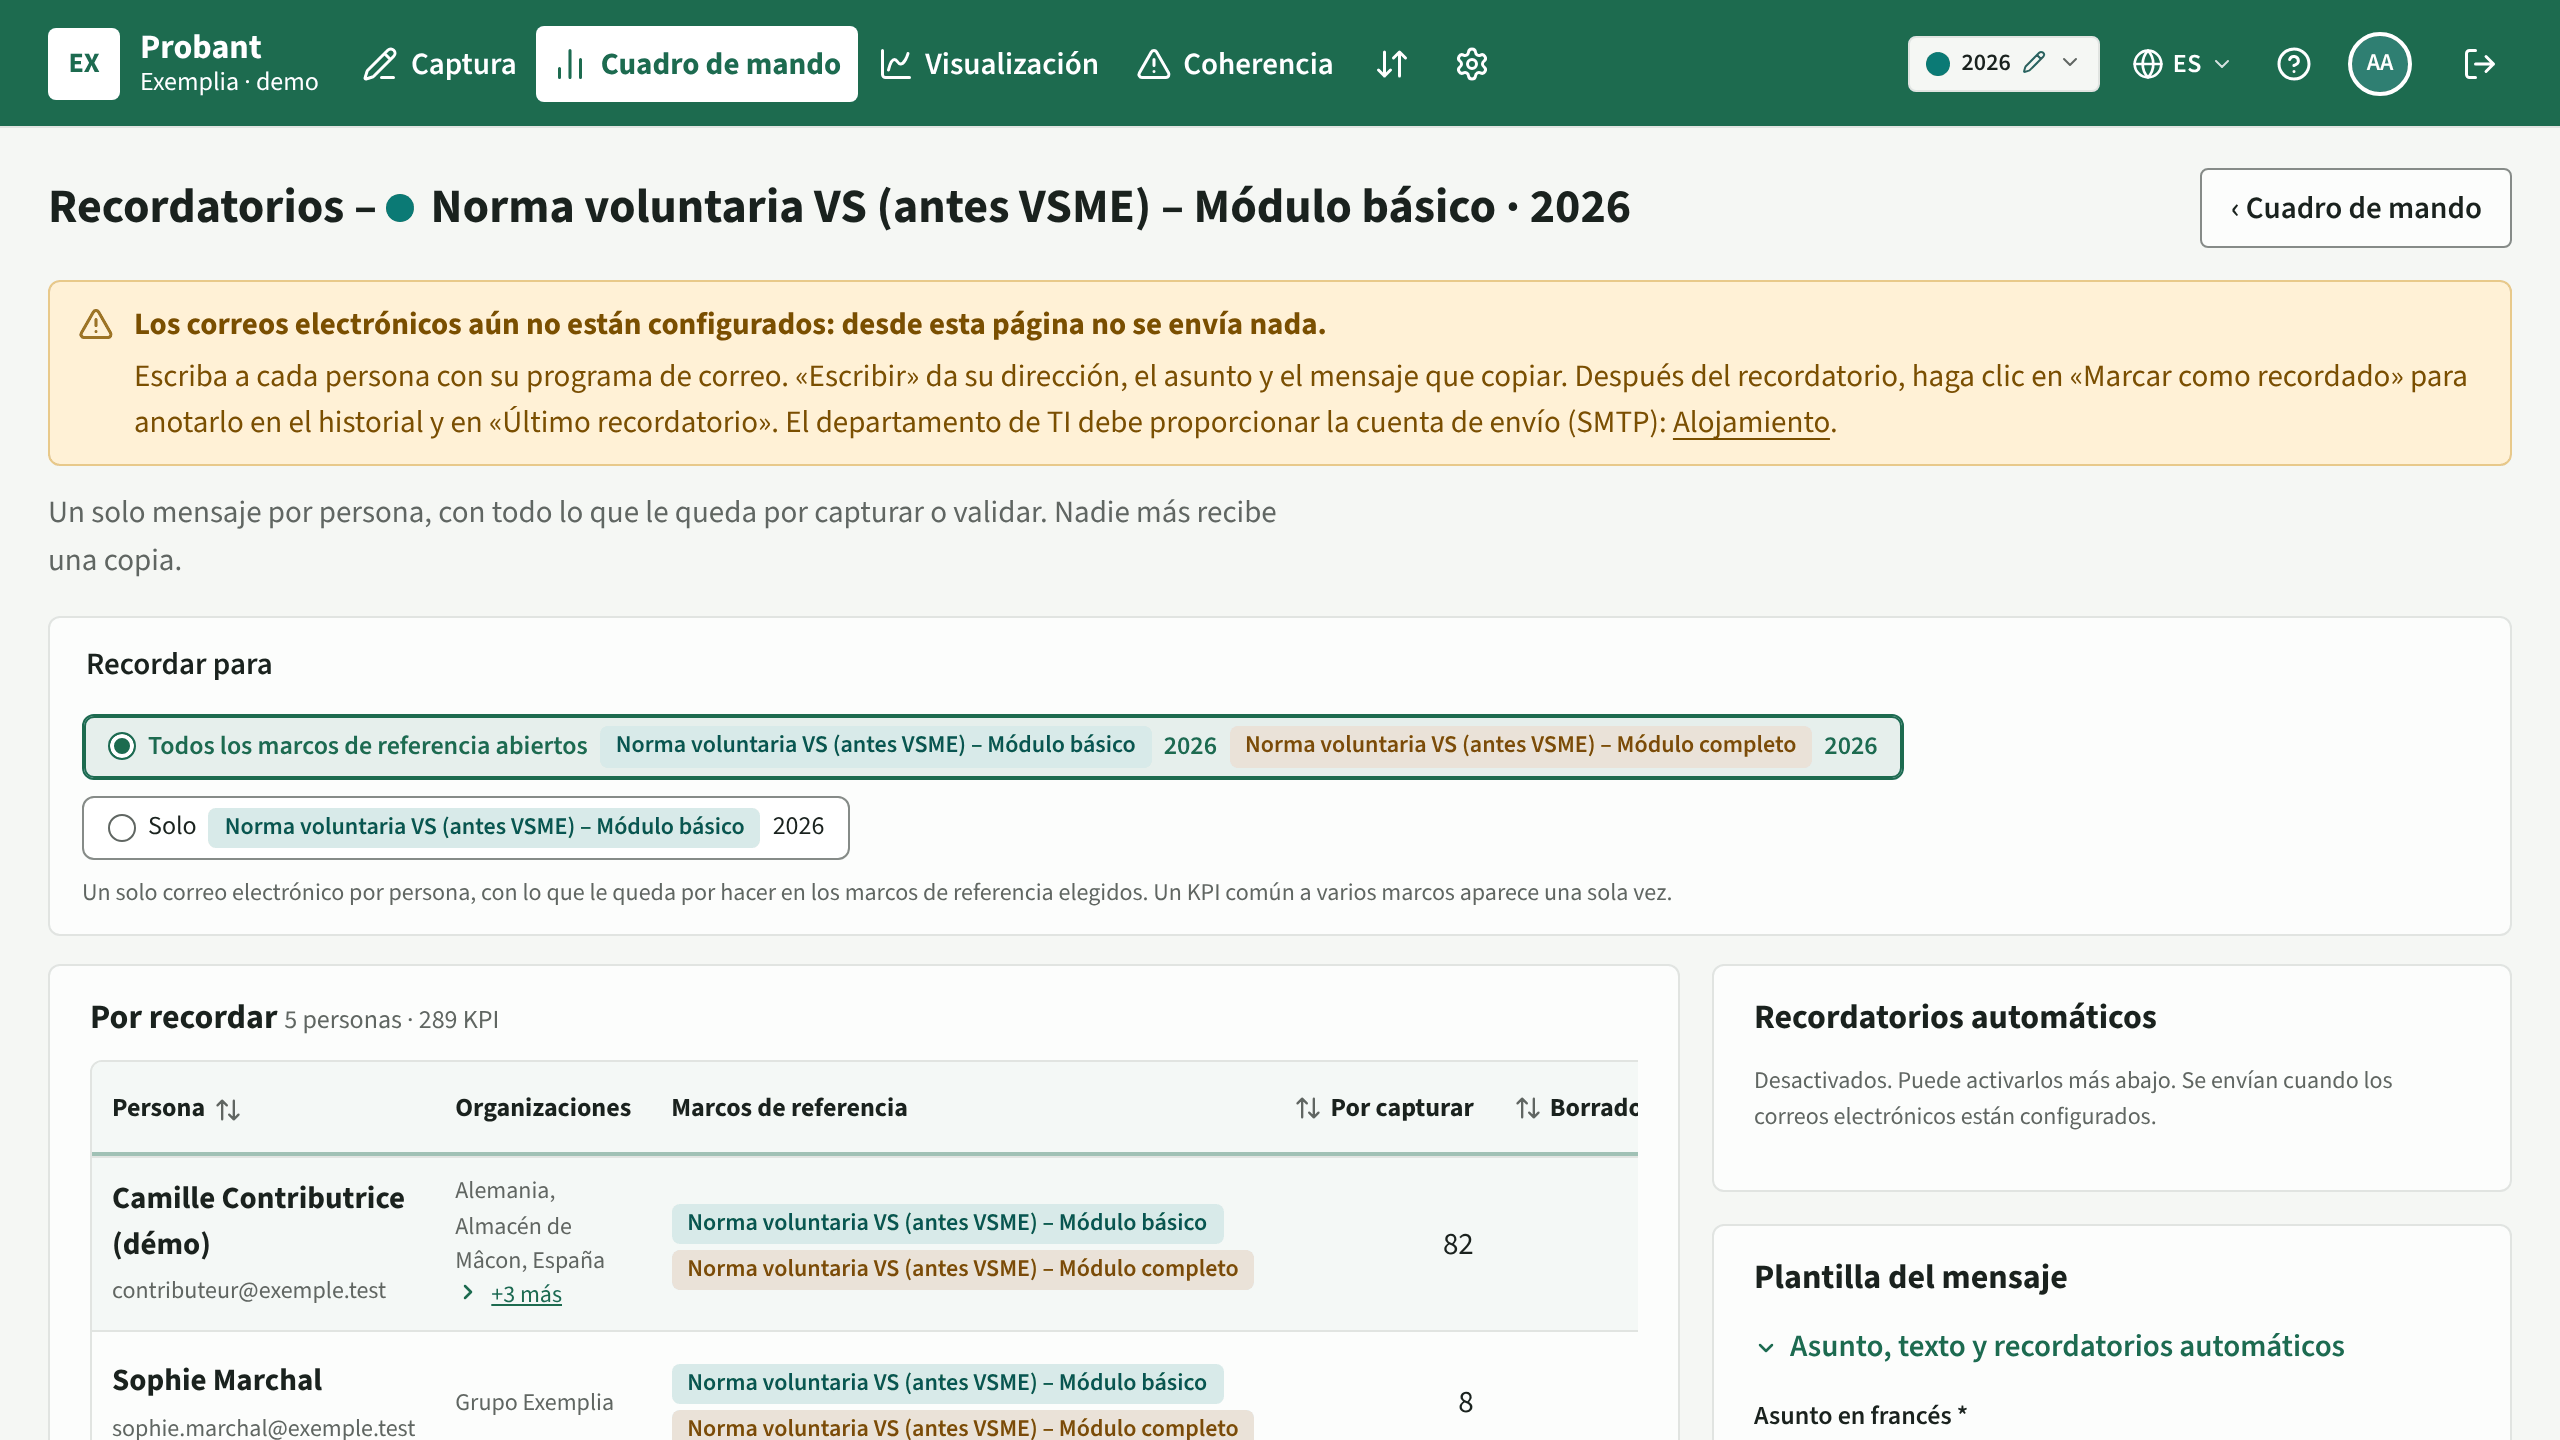 EX
Probant
Exemplia · demo
Captura
Cuadro de mando
Visualización
Coherencia
2026
ES
AA
Recordatorios – Norma voluntaria VS (antes VSME) – Módulo básico · 2026
‹ Cuadro de mando
Los correos electrónicos aún no están configurados: desde esta página no se envía nada.
Escriba a cada persona con su programa de correo. «Escribir» da su dirección, el asunto y el mensaje que copiar. Después del recordatorio, haga clic en «Marcar como recordado» para
anotarlo en el historial y en «Último recordatorio». El departamento de TI debe proporcionar la cuenta de envío (SMTP): Alojamiento.
Un solo mensaje por persona, con todo lo que le queda por capturar o validar. Nadie más recibe
una copia.
Recordar para
Todos los marcos de referencia abiertos Norma voluntaria VS (antes VSME) – Módulo básico 2026 Norma voluntaria VS (antes VSME) – Módulo completo 2026
Solo Norma voluntaria VS (antes VSME) – Módulo básico 2026
Un solo correo electrónico por persona, con lo que le queda por hacer en los marcos de referencia elegidos. Un KPI común a varios marcos aparece una sola vez.
Por recordar 5 personas · 289 KPI
Persona Organizaciones Marcos de referencia Por capturar Borrado
Camille Contributrice
(démo)
contributeur@exemple.test
Alemania,
Almacén de
Mâcon, España
+3 más
Norma voluntaria VS (antes VSME) – Módulo básico
Norma voluntaria VS (antes VSME) – Módulo completo
82
Sophie Marchal
sophie.marchal@exemple.test
Grupo Exemplia
Norma voluntaria VS (antes VSME) – Módulo básico
Norma voluntaria VS (antes VSME) – Módulo completo
8
Recordatorios automáticos
Desactivados. Puede activarlos más abajo. Se envían cuando los
correos electrónicos están configurados.
Plantilla del mensaje
Asunto, texto y recordatorios automáticos
Asunto en francés *